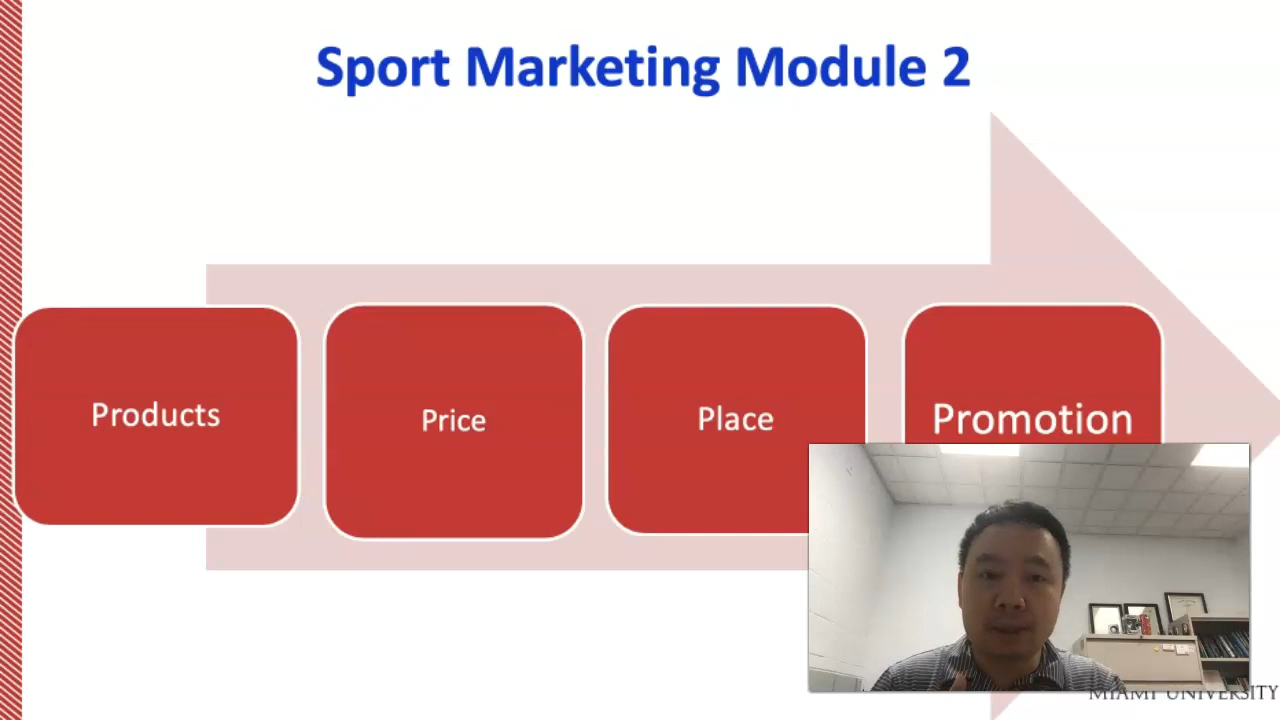 Sport Marketing Module 2
Products
Price
Place
Promotion
MIAMI UNIVERSITY